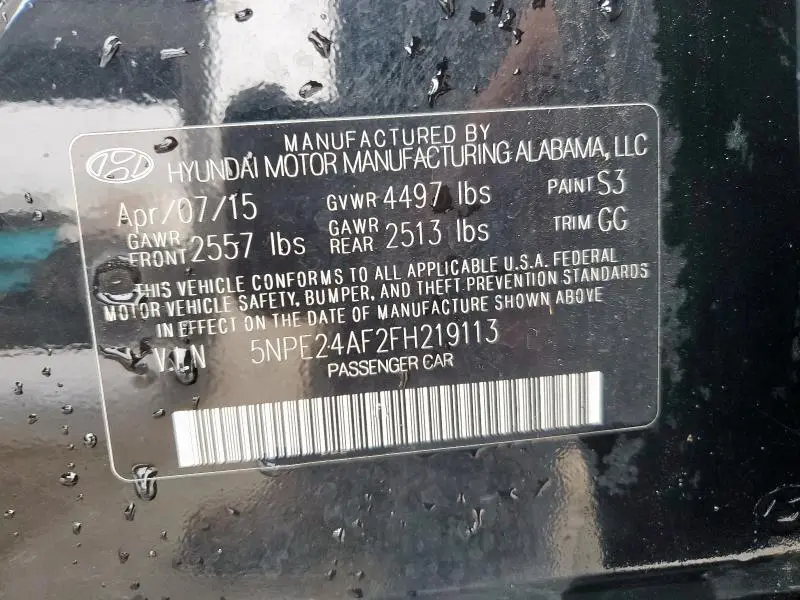 MANUFACTURED BY
HYUNDAI MOTOR MANUFACTURING ALABAMA, LLC
Apr/07/15 GVWR 4497 lbs PAINT S3
GAWR FRONT 2557 lbs GAWR REAR 2513 lbs TRIM GG
THIS VEHICLE CONFORMS TO ALL APPLICABLE U.S.A. FEDERAL
MOTOR VEHICLE SAFETY, BUMPER, AND THEFT PREVENTION STANDARDS
IN EFFECT ON THE DATE OF MANUFACTURE SHOWN ABOVE
V.I.N 5NPE24AF2FH219113
PASSENGER CAR